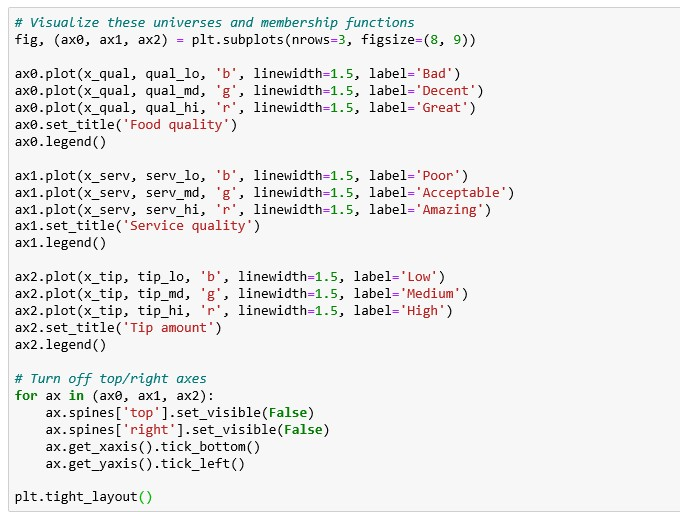 # Visualize these universes and membership functions
fig, (ax0, ax1, ax2) = plt.subplots(nrows=3, figsize=(8, 9))

ax0.plot(x_qual, qual_lo, 'b', linewidth=1.5, label='Bad')
ax0.plot(x_qual, qual_md, 'g', linewidth=1.5, label='Decent')
ax0.plot(x_qual, qual_hi, 'r', linewidth=1.5, label='Great')
ax0.set_title('Food quality')
ax0.legend()

ax1.plot(x_serv, serv_lo, 'b', linewidth=1.5, label='Poor')
ax1.plot(x_serv, serv_md, 'g', linewidth=1.5, label='Acceptable')
ax1.plot(x_serv, serv_hi, 'r', linewidth=1.5, label='Amazing')
ax1.set_title('Service quality')
ax1.legend()

ax2.plot(x_tip, tip_lo, 'b', linewidth=1.5, label='Low')
ax2.plot(x_tip, tip_md, 'g', linewidth=1.5, label='Medium')
ax2.plot(x_tip, tip_hi, 'r', linewidth=1.5, label='High')
ax2.set_title('Tip amount')
ax2.legend()

# Turn off top/right axes
for ax in (ax0, ax1, ax2):
    ax.spines['top'].set_visible(False)
    ax.spines['right'].set_visible(False)
    ax.get_xaxis().tick_bottom()
    ax.get_yaxis().tick_left()

plt.tight_layout()